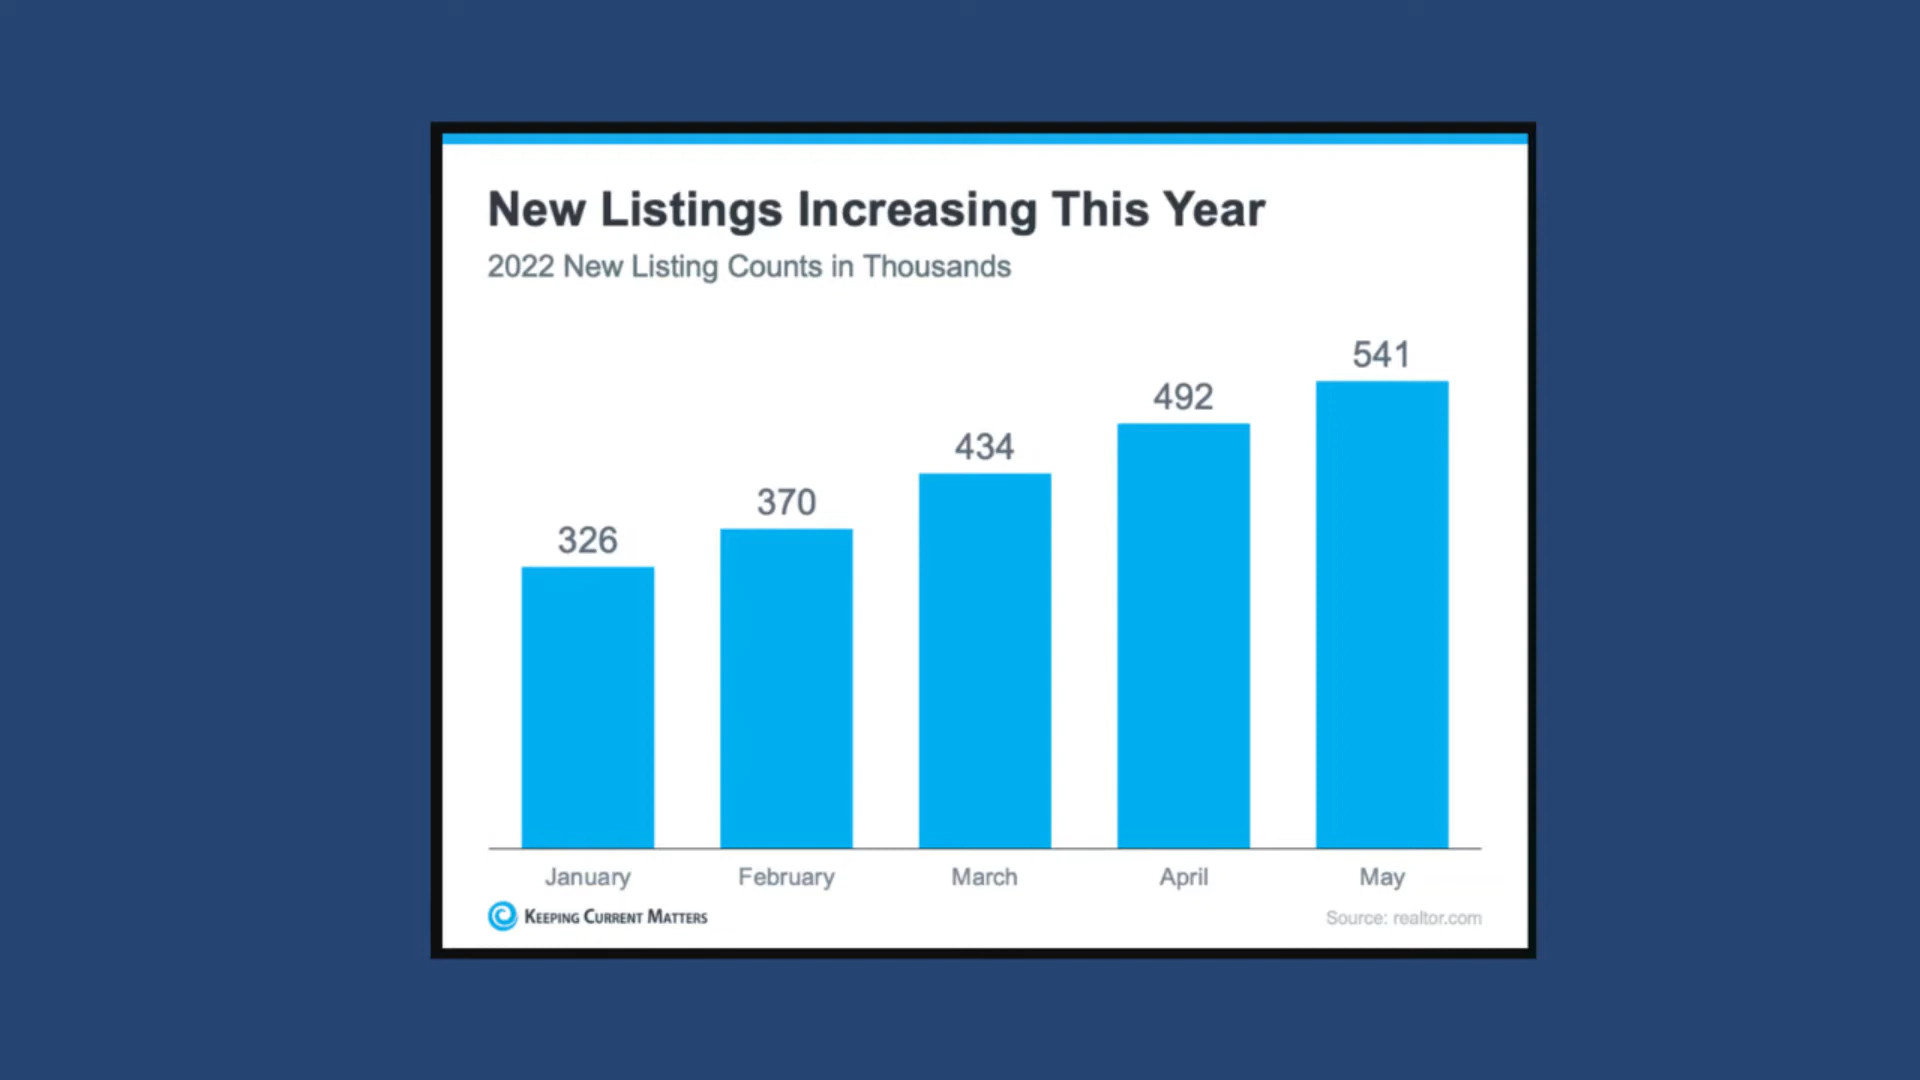 New Listings Increasing This Year
2022 New Listing Counts in Thousands
326
370
434
492
541
January
February
March
April
May
KEEPING CURRENT MATTERS
Source: realtor.com